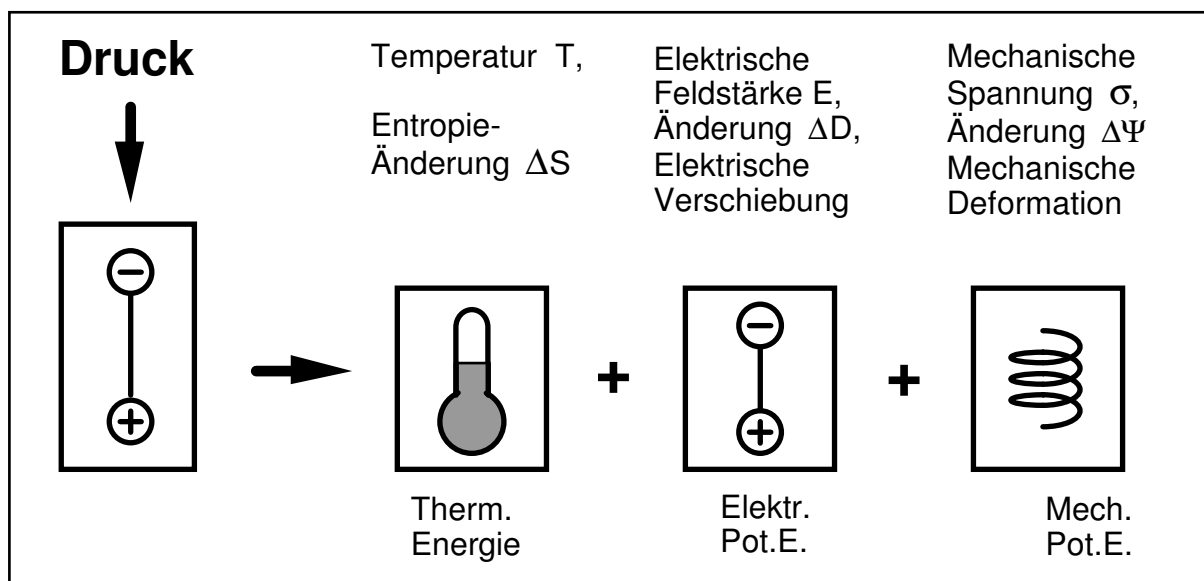 Druck
Temperatur T,
Entropie-
Änderung ΔS
Elektrische
Feldstärke E,
Änderung ΔD,
Elektrische
Verschiebung
Mechanische
Spannung σ,
Änderung ΔΨ
Mechanische
Deformation
−
+
+
−
+
+
Therm.
Energie
Elektr.
Pot.E.
Mech.
Pot.E.